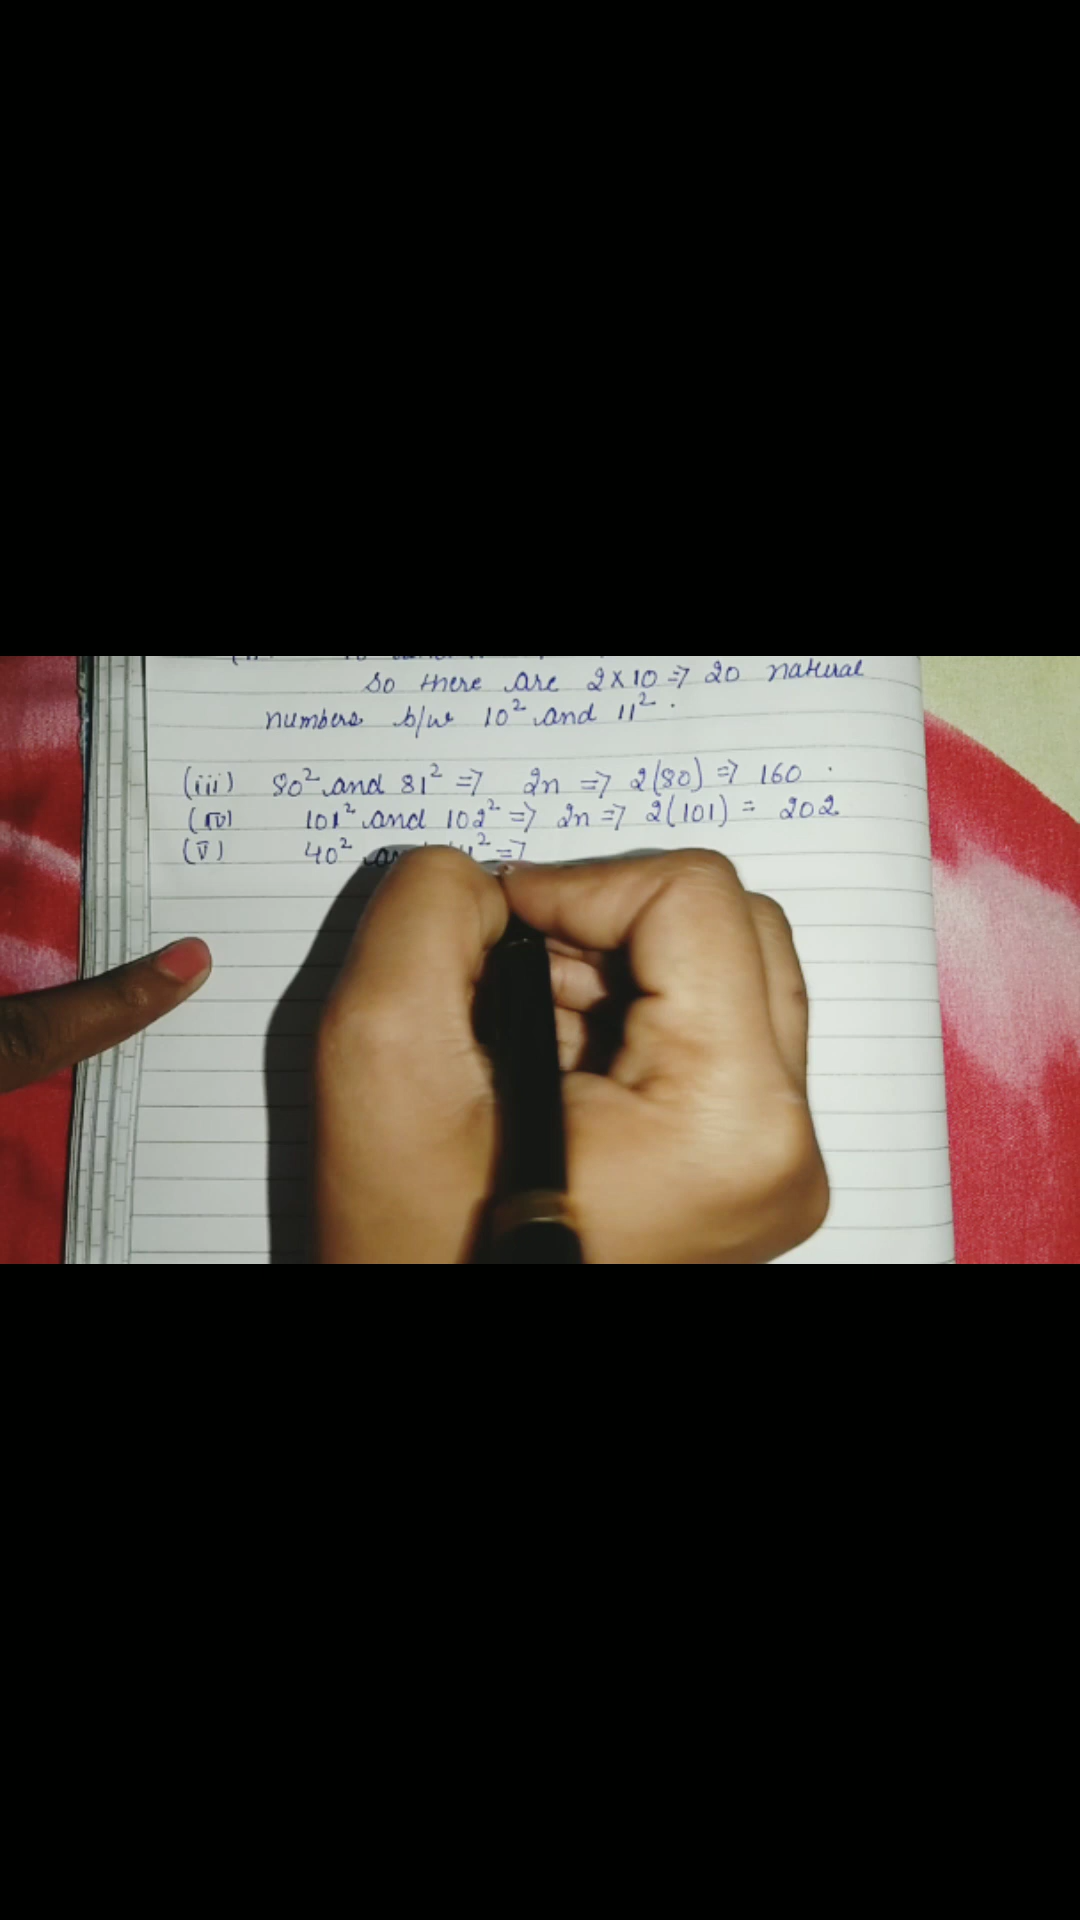 so there are 2×10 ⇒ 20 natural
numbers b/w 10² and 11².
(iii) 80² and 81² ⇒ 2n ⇒ 2(80) ⇒ 160.
(iv) 101² and 102² ⇒ 2n ⇒ 2(101) = 202
(v) 40² ⇒